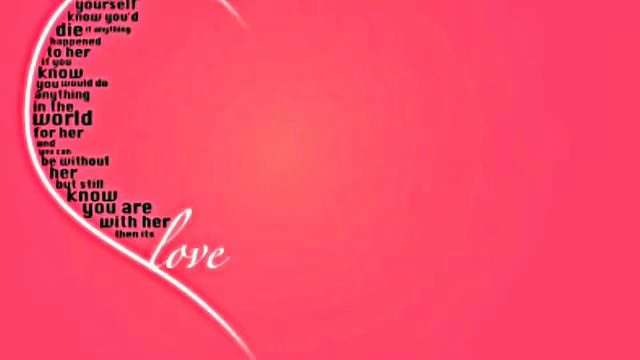 yourself
know you'd
die if anything
happened
to her
if you
know
you would do
anything
in the
world
for her
and
you can
be without
her
but still
know
you are
with her
then its
love